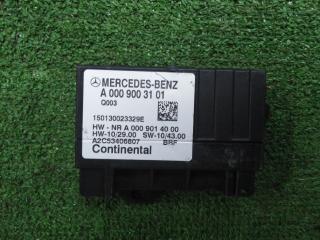 MERCEDES-BENZ
A 000 900 31 01
Q003
150130023329E
HW - NR A 000 901 40 00
HW-10/29.00 SW-10/43.00
A2C53406807 BRF
Continental